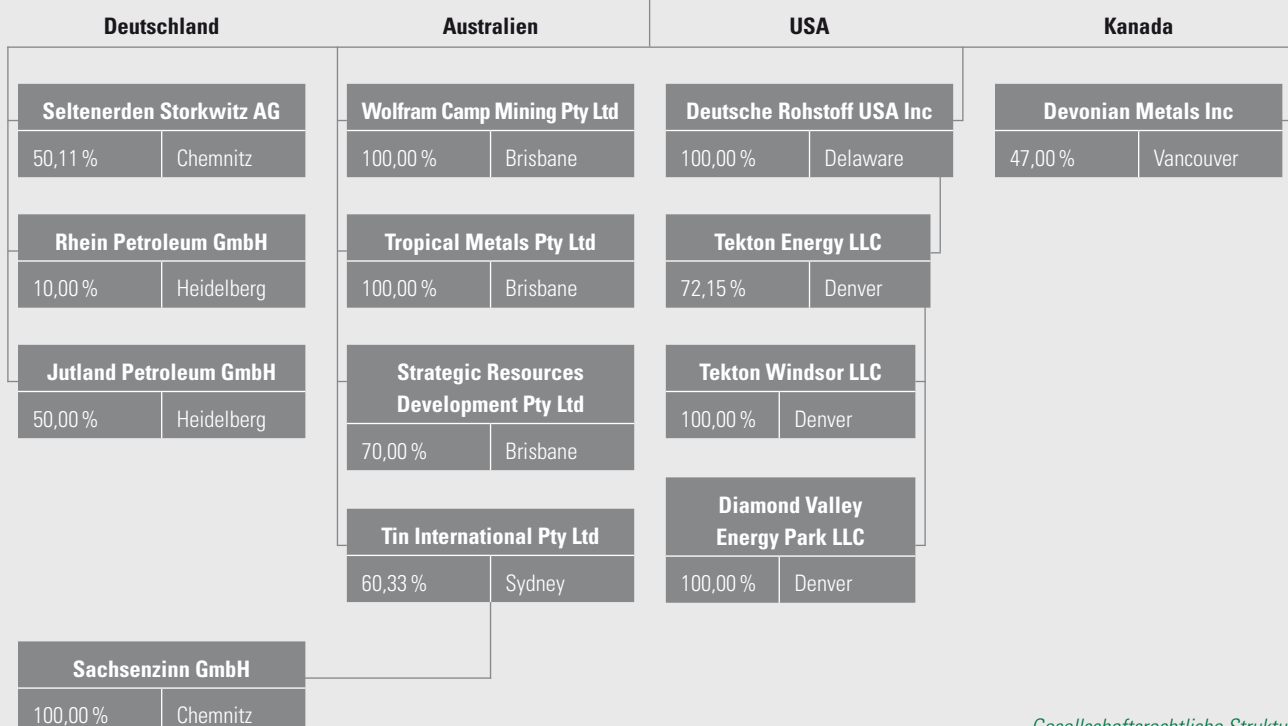 Deutschland
Australien
USA
Kanada
Seltenerden Storkwitz AG
50,11 % Chemnitz
Rhein Petroleum GmbH
10,00 % Heidelberg
Jutland Petroleum GmbH
50,00 % Heidelberg
Wolfram Camp Mining Pty Ltd
100,00 % Brisbane
Tropical Metals Pty Ltd
100,00 % Brisbane
Strategic Resources
Development Pty Ltd
70,00 % Brisbane
Tin International Pty Ltd
60,33 % Sydney
Sachsenzinn GmbH
100,00 % Chemnitz
Deutsche Rohstoff USA Inc
100,00 % Delaware
Tekton Energy LLC
72,15 % Denver
Tekton Windsor LLC
100,00 % Denver
Diamond Valley
Energy Park LLC
100,00 % Denver
Devonian Metals Inc
47,00 % Vancouver